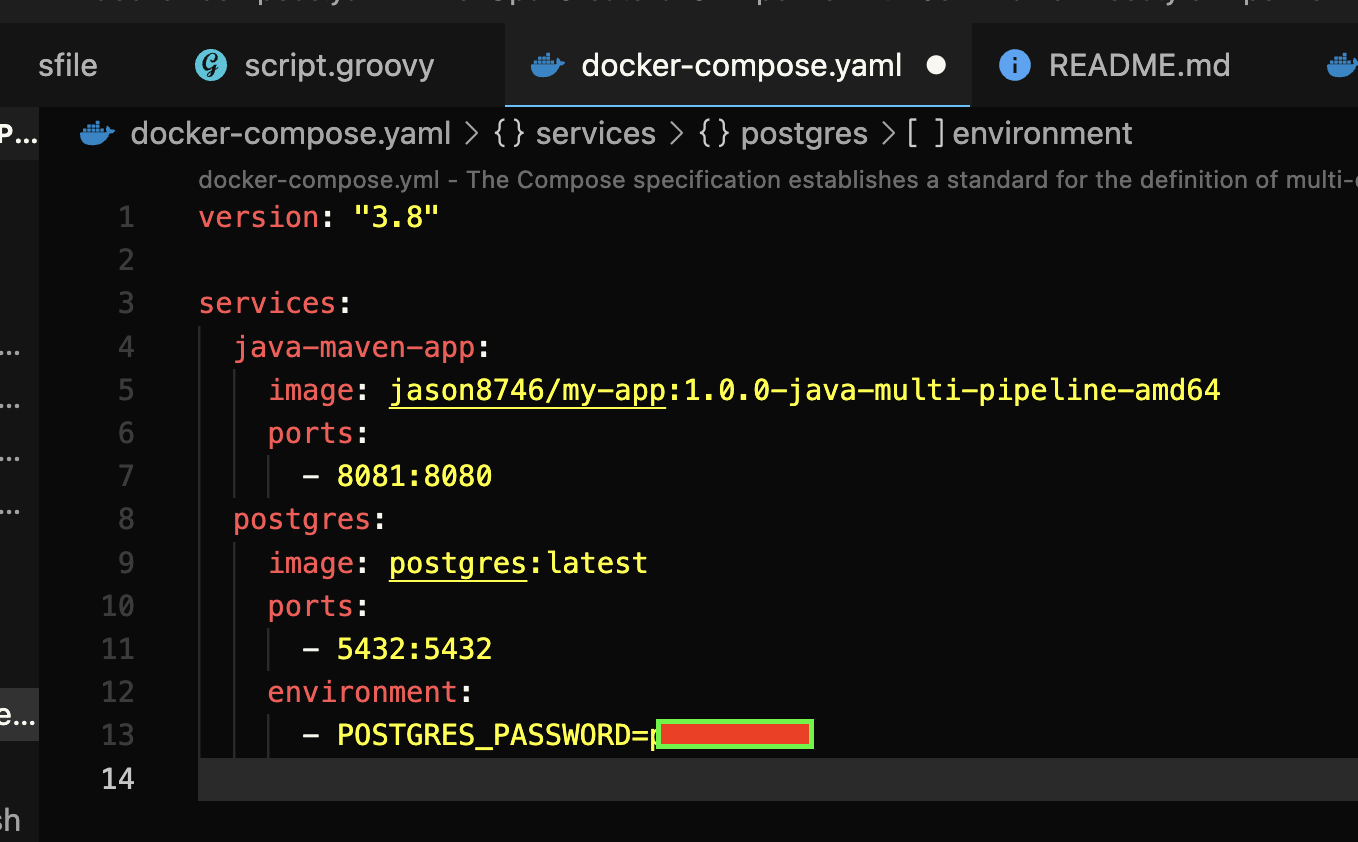 sfile script.groovy docker-compose.yaml README.md
P... docker-compose.yaml > {} services > {} postgres > [ ] environment
docker-compose.yml - The Compose specification establishes a standard for the definition of multi-
1 version: "3.8"
2
3 services:
4 java-maven-app:
5 image: jason8746/my-app:1.0.0-java-multi-pipeline-amd64
6 ports:
7 - 8081:8080
8 postgres:
9 image: postgres:latest
10 ports:
11 - 5432:5432
12 environment:
e...
13 - POSTGRES_PASSWORD=
14
sh